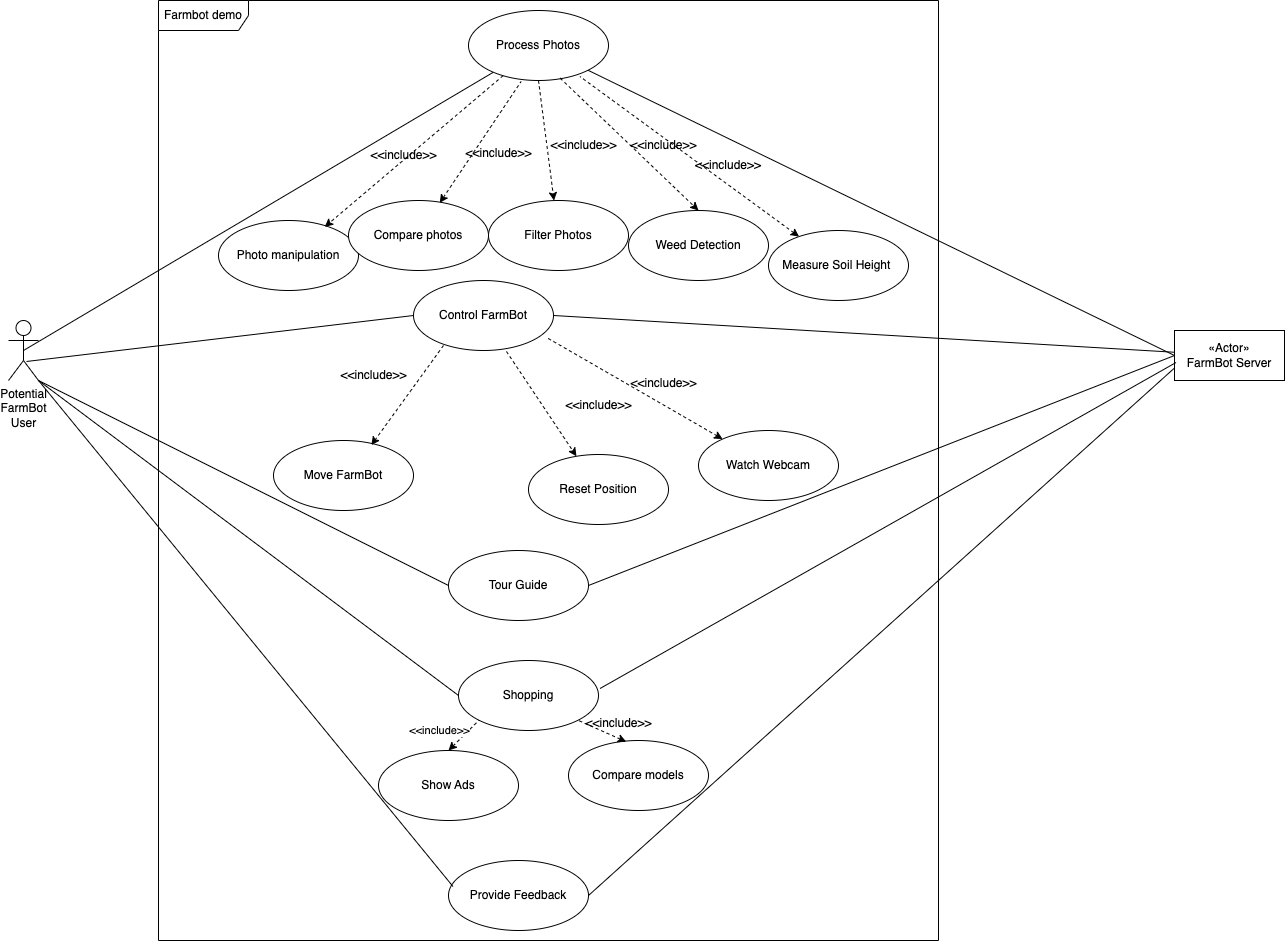 Farmbot demo
Process Photos
<<include>>
<<include>>
<<include>>
<<include>>
<<include>>
Photo manipulation
Compare photos
Filter Photos
Weed Detection
Measure Soil Height
Control FarmBot
Potential
FarmBot
User
«Actor»
FarmBot Server
<<include>>
<<include>>
<<include>>
Move FarmBot
Reset Position
Watch Webcam
Tour Guide
Shopping
<<include>>
<<include>>
Show Ads
Compare models
Provide Feedback